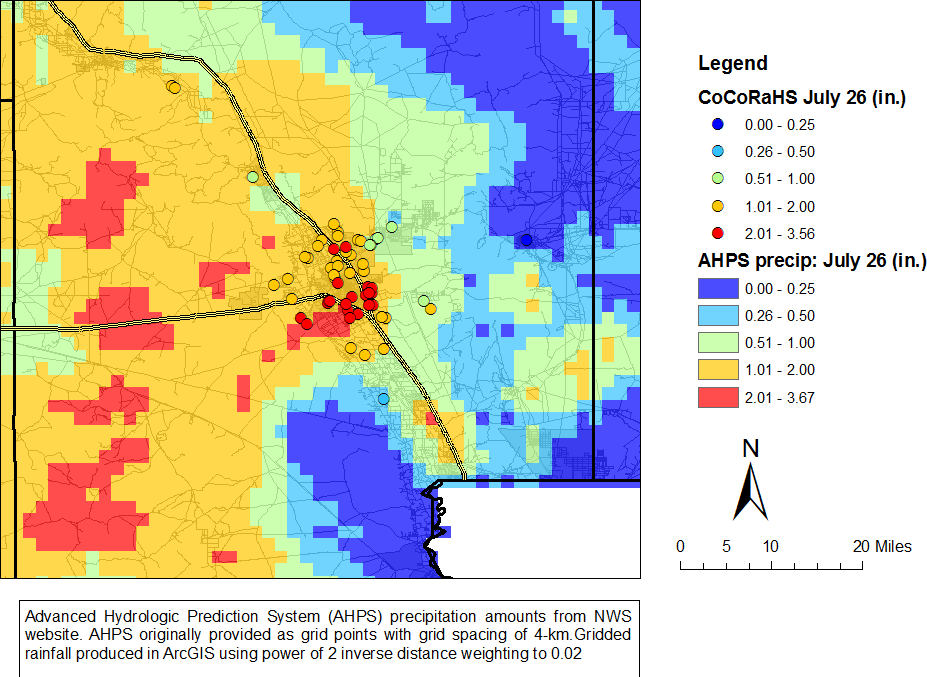 Legend
CoCoRaHS July 26 (in.)
0.00 - 0.25
0.26 - 0.50
0.51 - 1.00
1.01 - 2.00
2.01 - 3.56
AHPS precip: July 26 (in.)
0.00 - 0.25
0.26 - 0.50
0.51 - 1.00
1.01 - 2.00
2.01 - 3.67
N
0 5 10 20 Miles
Advanced Hydrologic Prediction System (AHPS) precipitation amounts from NWS
website. AHPS originally provided as grid points with grid spacing of 4-km.Gridded
rainfall produced in ArcGIS using power of 2 inverse distance weighting to 0.02